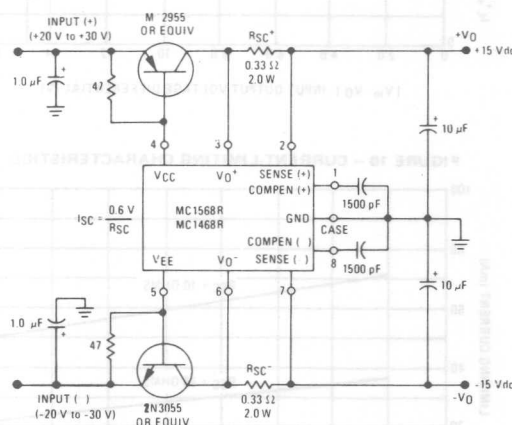 INPUT (+)
(+20 V to +30 V)
M 2955
OR EQUIV
RSC+
0.33 Ω
2.0 W
+VO
+15 Vdc
1.0 μF
+
47
+
10 μF
4
3
2
VCC
VO+
SENSE (+)
COMPEN (+)
1
1500 pF
ISC = 0.6 V
RSC
MC1568R
MC1468R
GND
CASE
COMPEN ( )
SENSE ( )
8
1500 pF
VEE
VO-
5
6
7
+
10 μF
1.0 μF
+
47
2N3055
OR EQUIV
RSC-
0.33 Ω
2.0 W
INPUT ( )
(-20 V to -30 V)
-15 Vdc
-VO